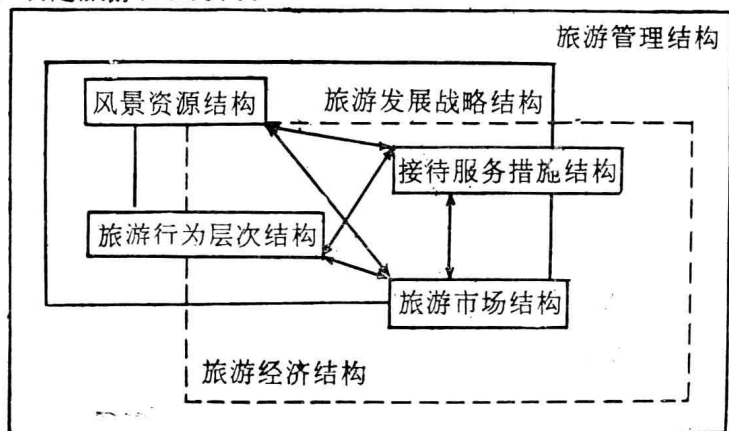 旅游管理结构
风景资源结构
旅游发展战略结构
接待服务措施结构
旅游行为层次结构
旅游市场结构
旅游经济结构